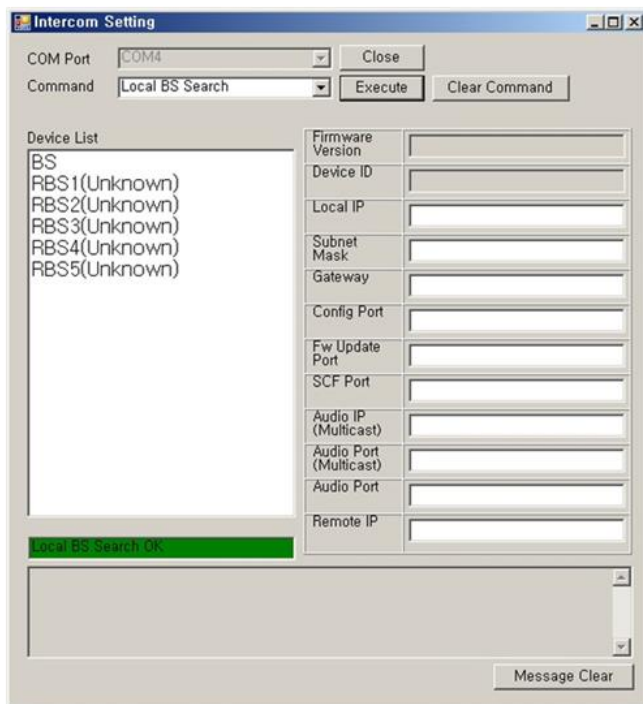 Intercom Setting
COM Port COM4 Close
Command Local BS Search Execute Clear Command
Device List
BS
RBS1(Unknown)
RBS2(Unknown)
RBS3(Unknown)
RBS4(Unknown)
RBS5(Unknown)
Local BS Search OK
Firmware
Version
Device ID
Local IP
Subnet
Mask
Gateway
Config Port
Fw Update
Port
SCF Port
Audio IP
(Multicast)
Audio Port
(Multicast)
Audio Port
Remote IP
Message Clear